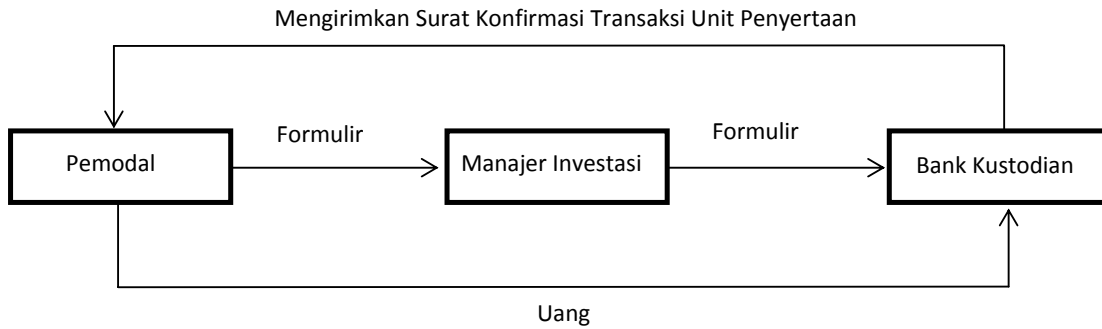 Mengirimkan Surat Konfirmasi Transaksi Unit Penyertaan
Formulir
Formulir
Pemodal
Manajer Investasi
Bank Kustodian
Uang